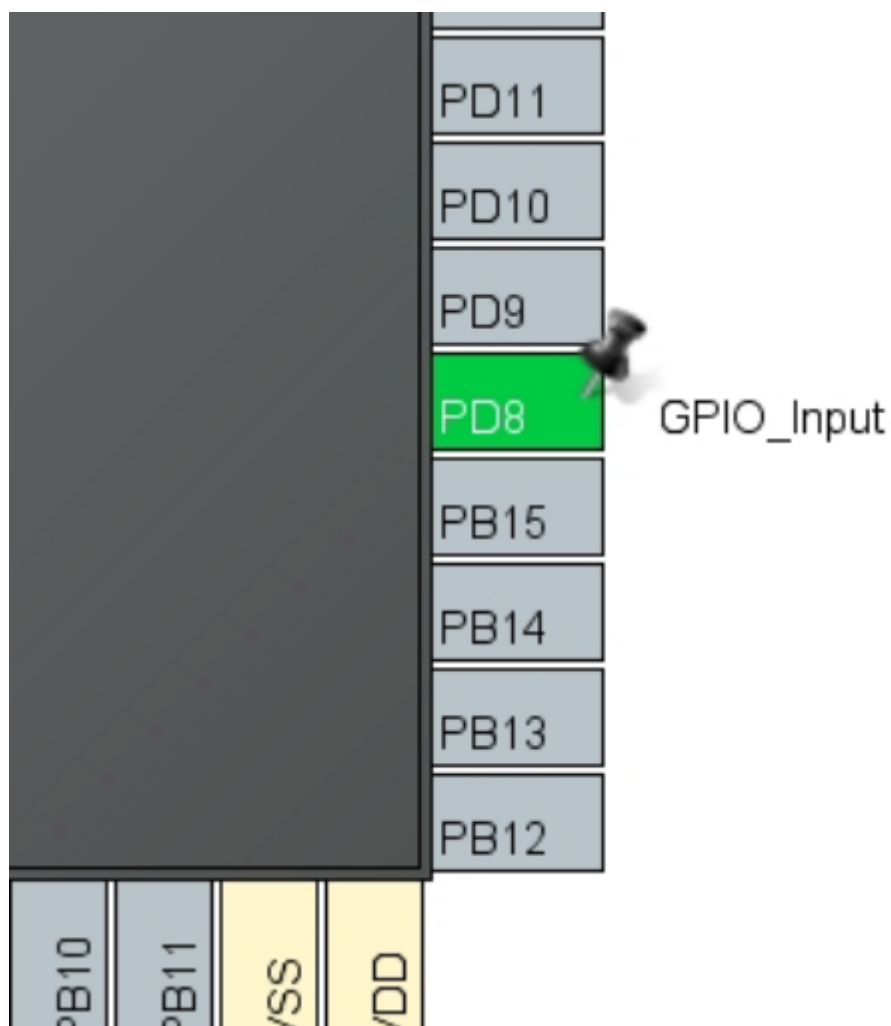 PD11
PD10
PD9
PD8
GPIO_Input
PB15
PB14
PB13
PB12
PB10
PB11
VSS
VDD